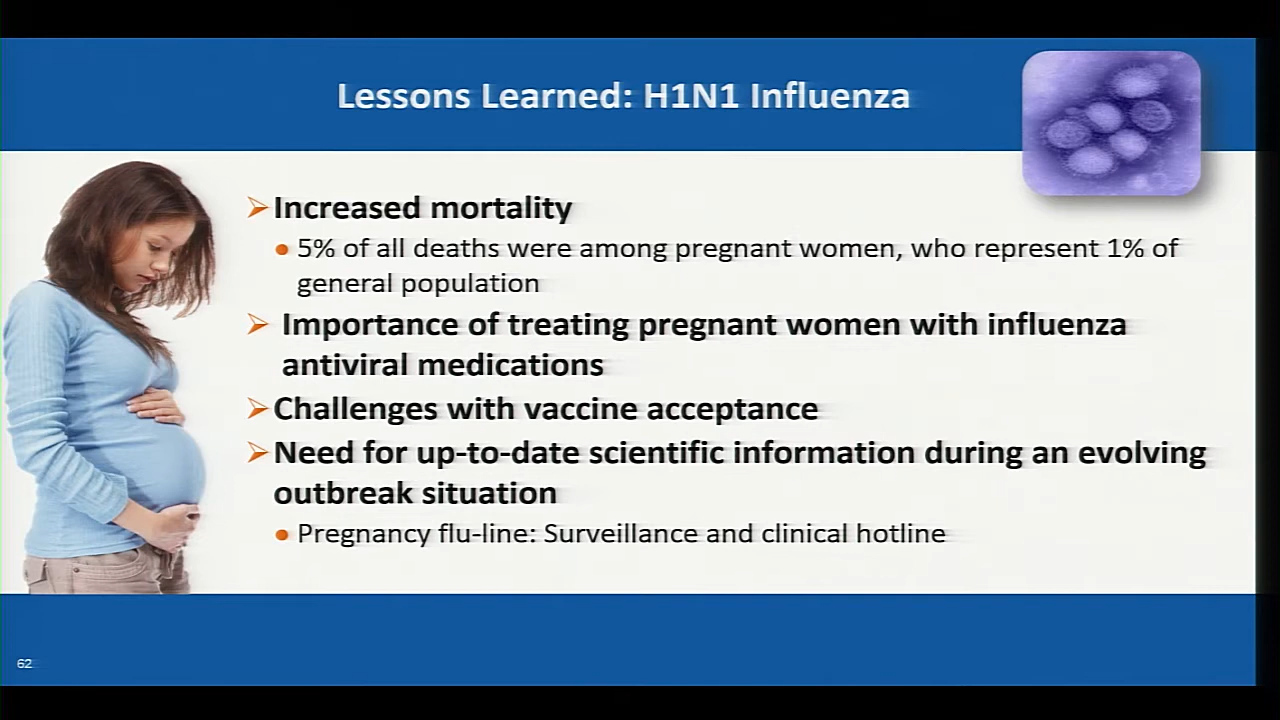 Lessons Learned: H1N1 Influenza
➢Increased mortality
• 5% of all deaths were among pregnant women, who represent 1% of
general population
➢ Importance of treating pregnant women with influenza
antiviral medications
➢Challenges with vaccine acceptance
➢Need for up-to-date scientific information during an evolving
outbreak situation
• Pregnancy flu-line: Surveillance and clinical hotline
62